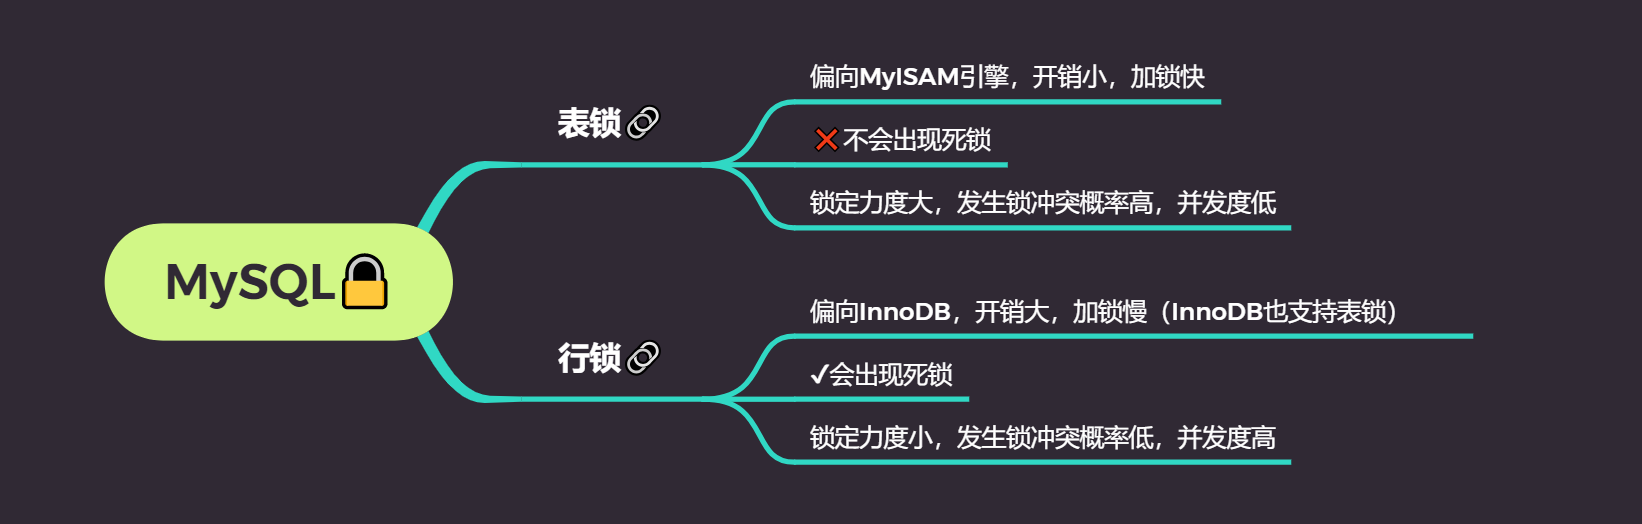 MySQL
表锁
偏向MyISAM引擎，开销小，加锁快
不会出现死锁
锁定力度大，发生锁冲突概率高，并发度低
行锁
偏向InnoDB，开销大，加锁慢（InnoDB也支持表锁）
✓会出现死锁
锁定力度小，发生锁冲突概率低，并发度高